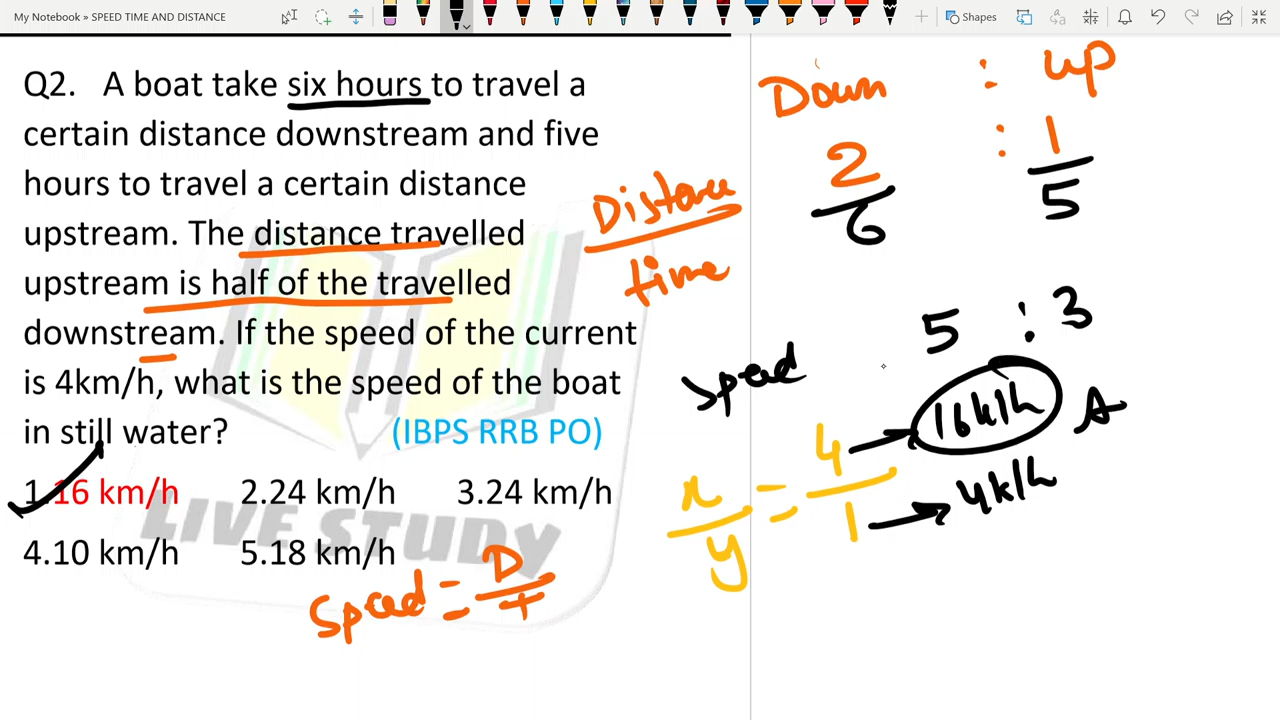 My Notebook » SPEED TIME AND DISTANCE
Shapes
Q2. A boat take six hours to travel a
certain distance downstream and five
hours to travel a certain distance
upstream. The distance travelled
upstream is half of the travelled
downstream. If the speed of the current
is 4km/h, what is the speed of the boat
in still water? (IBPS RRB PO)
1.16 km/h 2.24 km/h 3.24 km/h
4.10 km/h 5.18 km/h
LIVE STUDY
Distance
time
Speed = D
T
Down : up
2 : 1
6 5
5 : 3
Speed
x = 4 → 16k/h A
y 1 → 4k/h